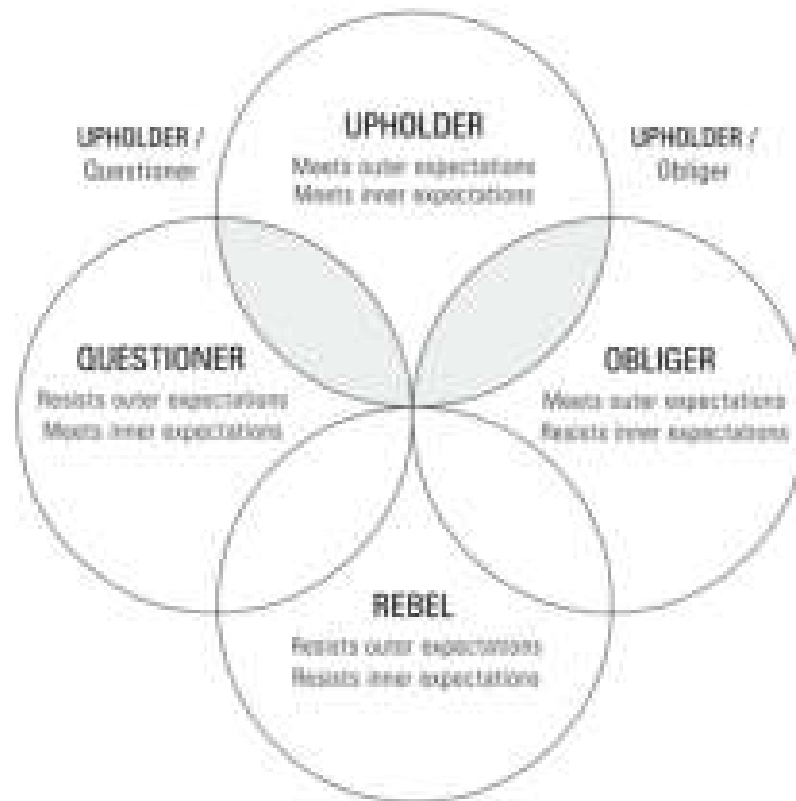 UPHOLDER /
Questioner
UPHOLDER
Meets outer expectations
Meets inner expectations
UPHOLDER /
Obliger
QUESTIONER
Resists outer expectations
Meets inner expectations
OBLIGER
Meets outer expectations
Resists inner expectations
REBEL
Resists outer expectations
Resists inner expectations